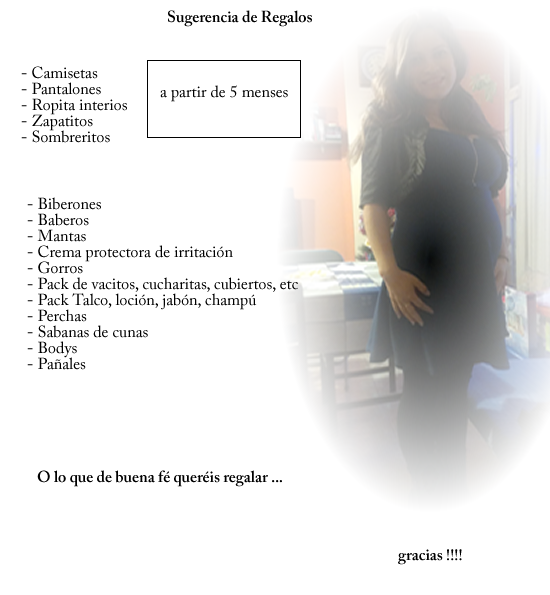 Sugerencia de Regalos
- Camisetas
- Pantalones
- Ropita interios
- Zapatitos
- Sombreritos
a partir de 5 menses
- Biberones
- Baberos
- Mantas
- Crema protectora de irritación
- Gorros
- Pack de vacitos, cucharitas, cubiertos, etc
- Pack Talco, loción, jabón, champú
- Perchas
- Sabanas de cunas
- Bodys
- Pañales
O lo que de buena fé queréis regalar ...
gracias !!!!